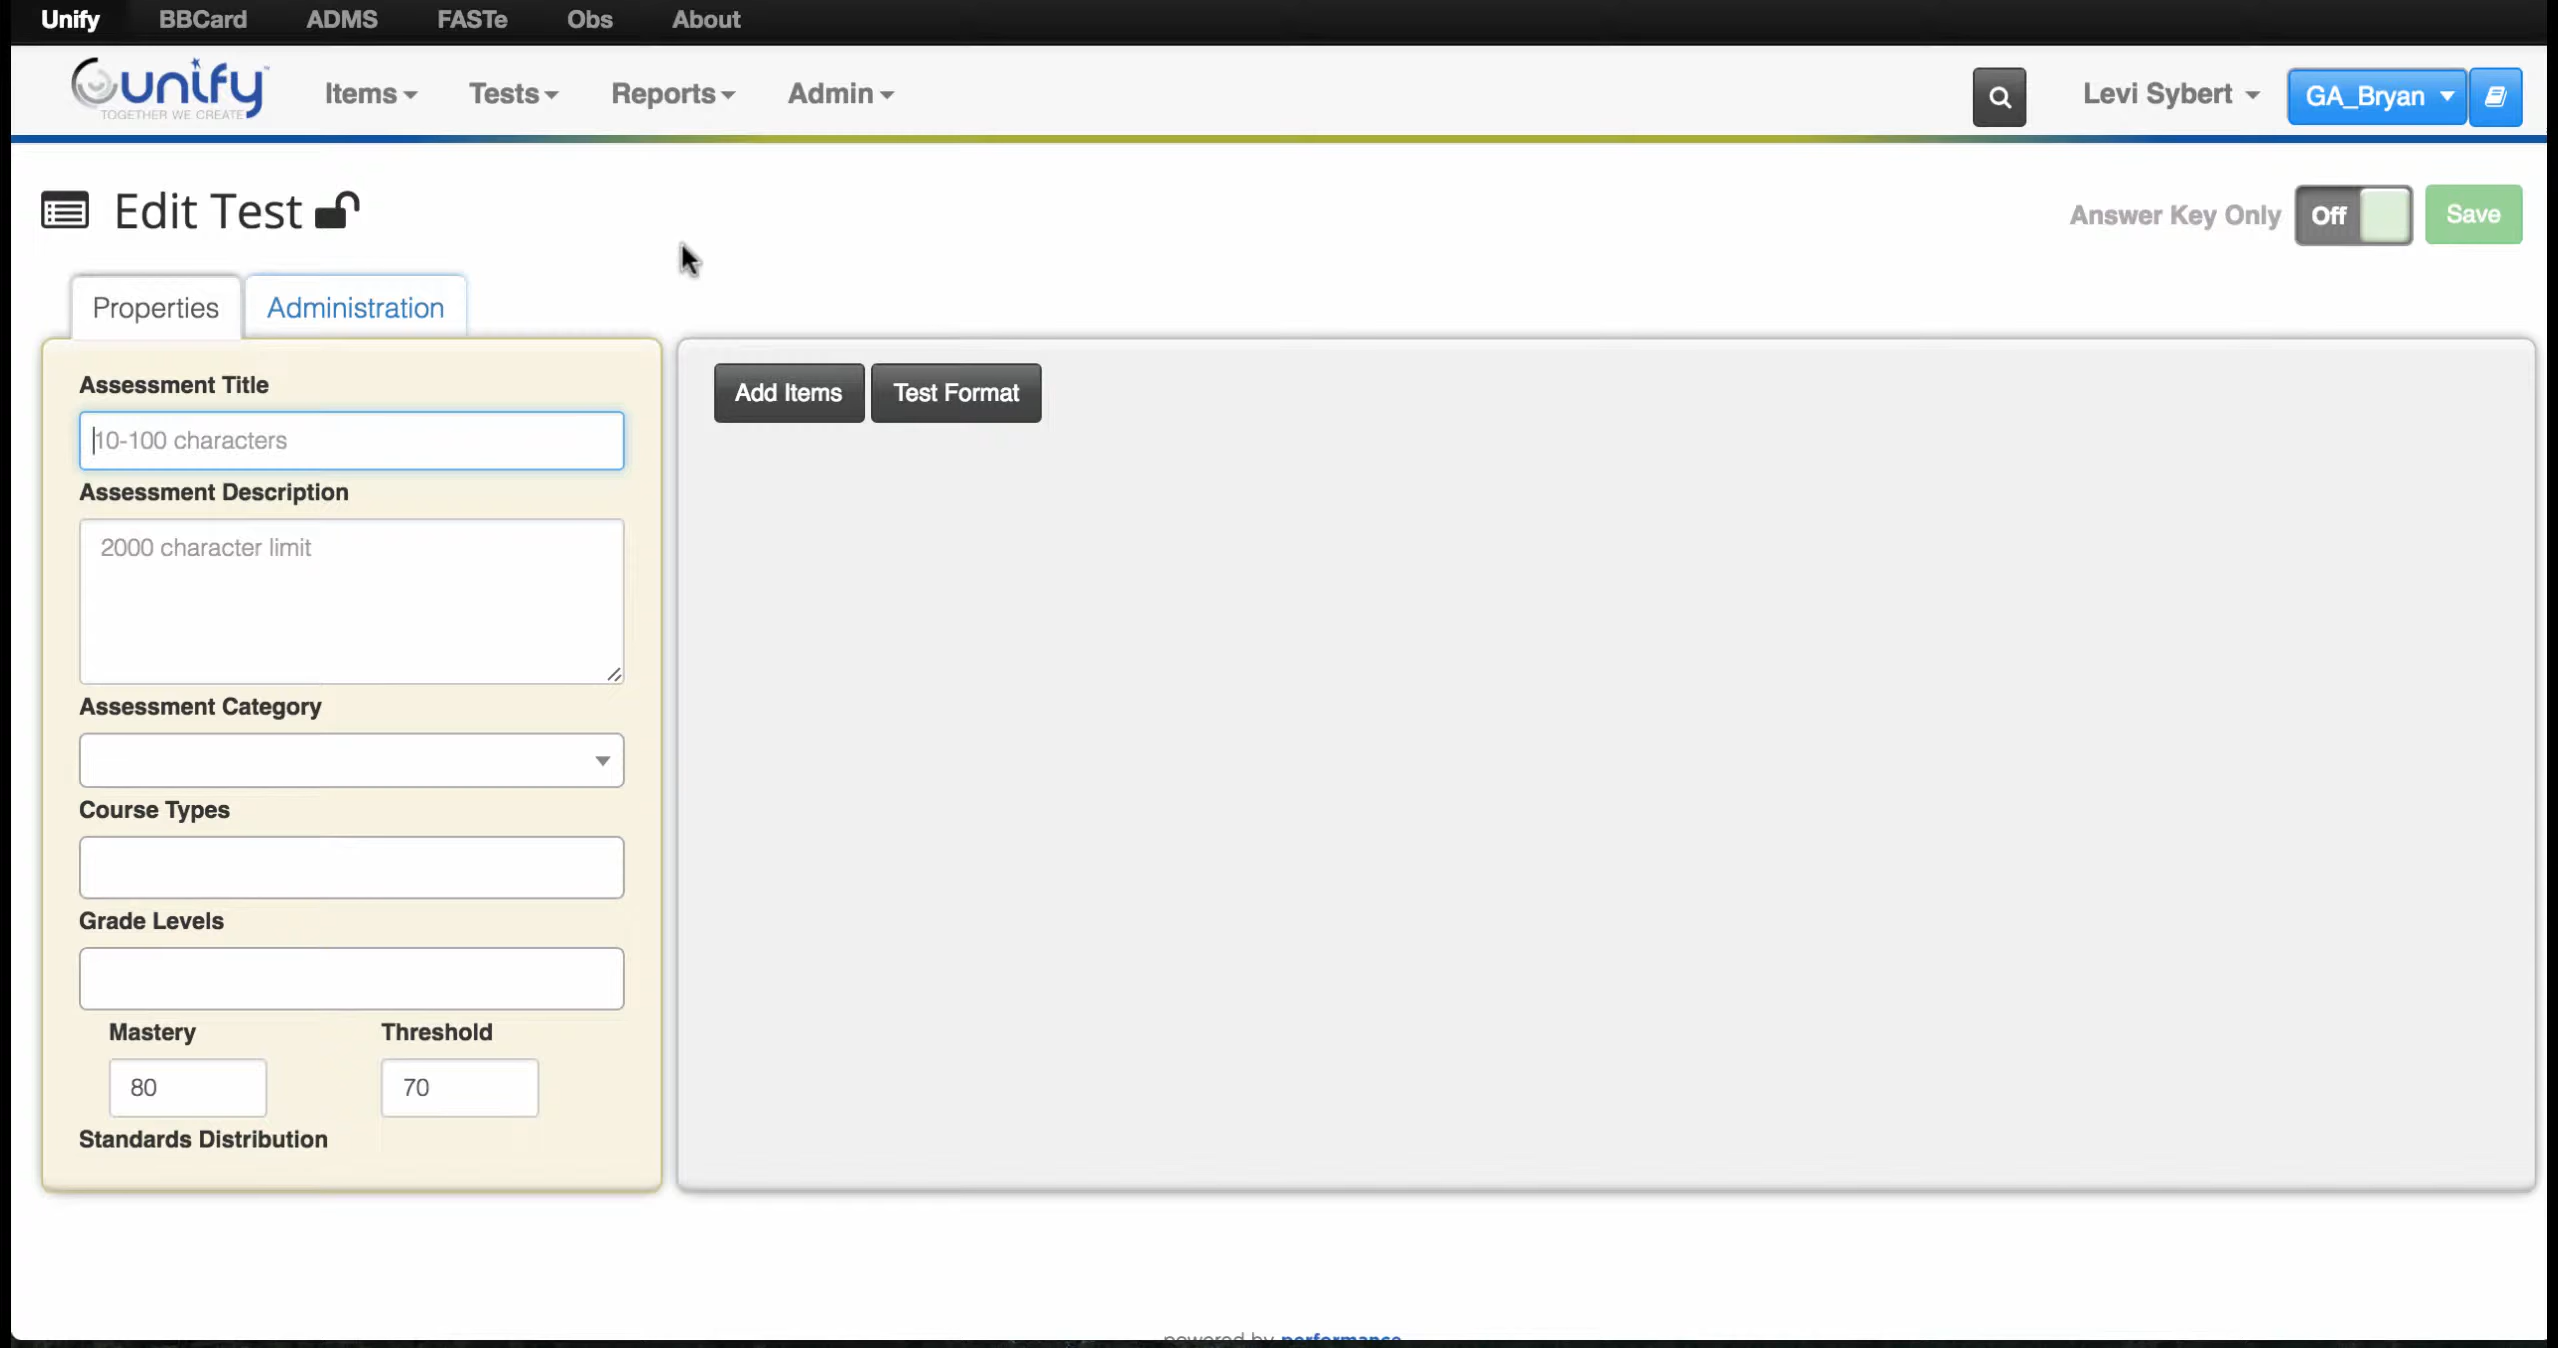 Unify BBCard ADMS FASTe Obs About
unify™
TOGETHER WE CREATE
Items Tests Reports Admin Levi Sybert GA_Bryan
Edit Test Answer Key Only Off Save
Properties Administration
Assessment Title
10-100 characters
Assessment Description
2000 character limit
Assessment Category
Course Types
Grade Levels
Mastery Threshold
80 70
Standards Distribution
Add Items Test Format
powered by performance